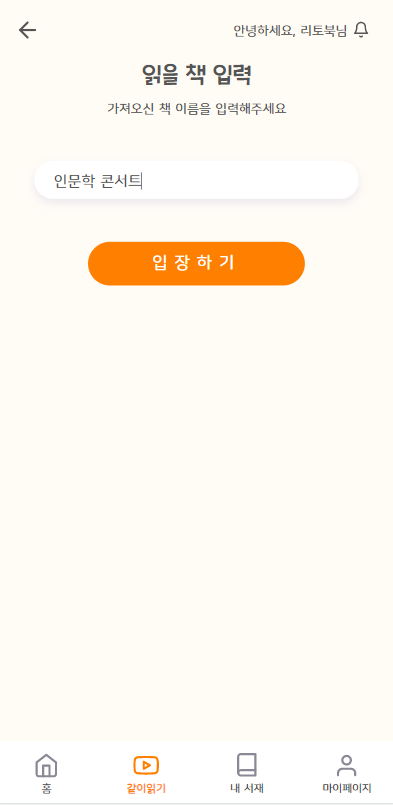 안녕하세요, 리토북님
읽을 책 입력
가져오신 책 이름을 입력해주세요
인문학 콘서트
입장하기
홈
같이읽기
내 서재
마이페이지